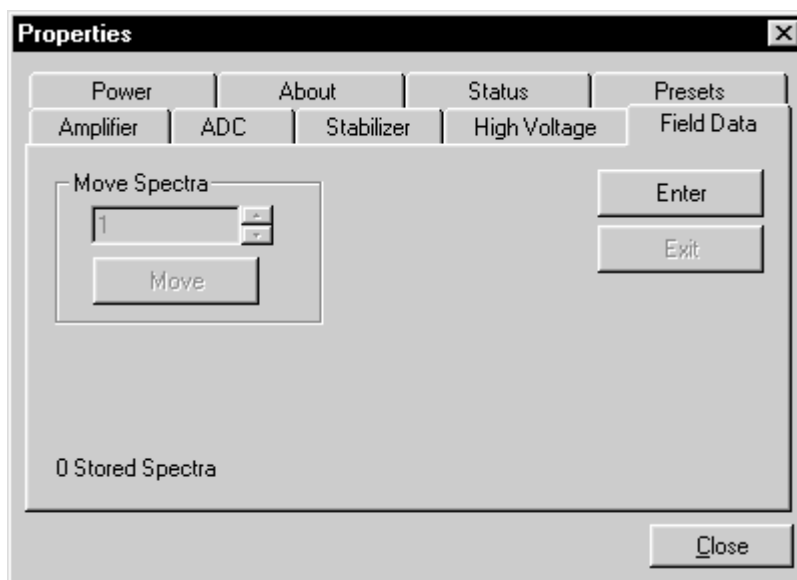 Properties
Power About Status Presets
Amplifier ADC Stabilizer High Voltage Field Data
Move Spectra
1
Move
Enter
Exit
0 Stored Spectra
Close